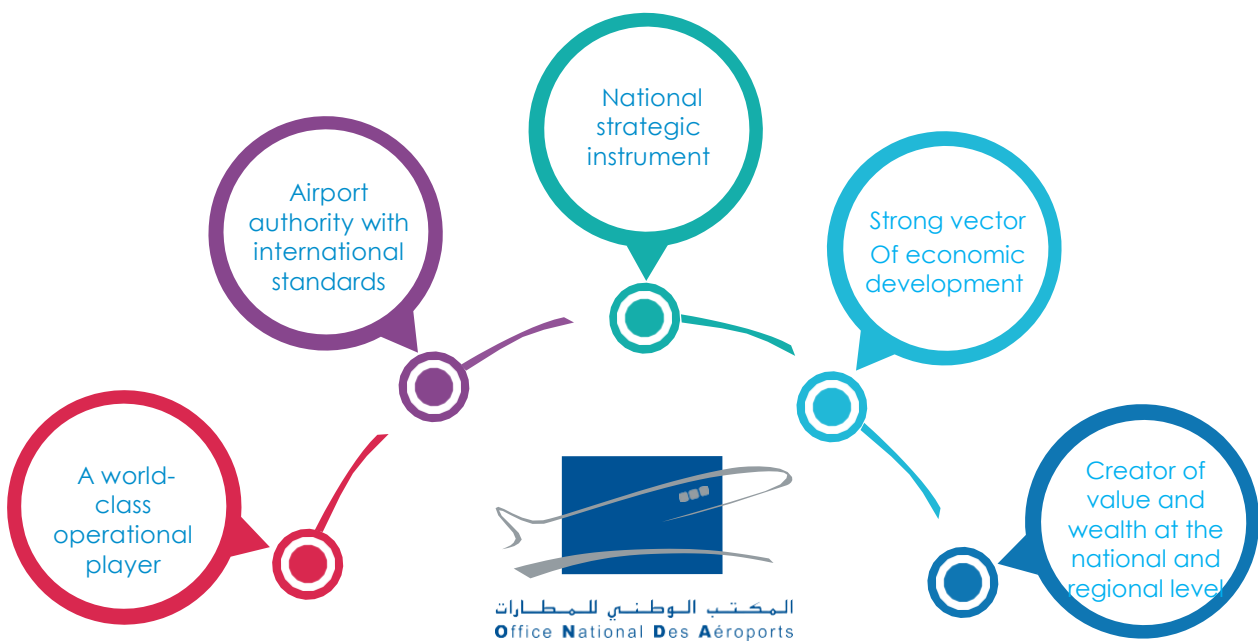 A world-
class
operational
player
Airport
authority with
international
standards
National
strategic
instrument
Strong vector
Of economic
development
Creator of
value and
wealth at the
national and
regional level
المكتب الوطني للمطارات
Office National Des Aéroports